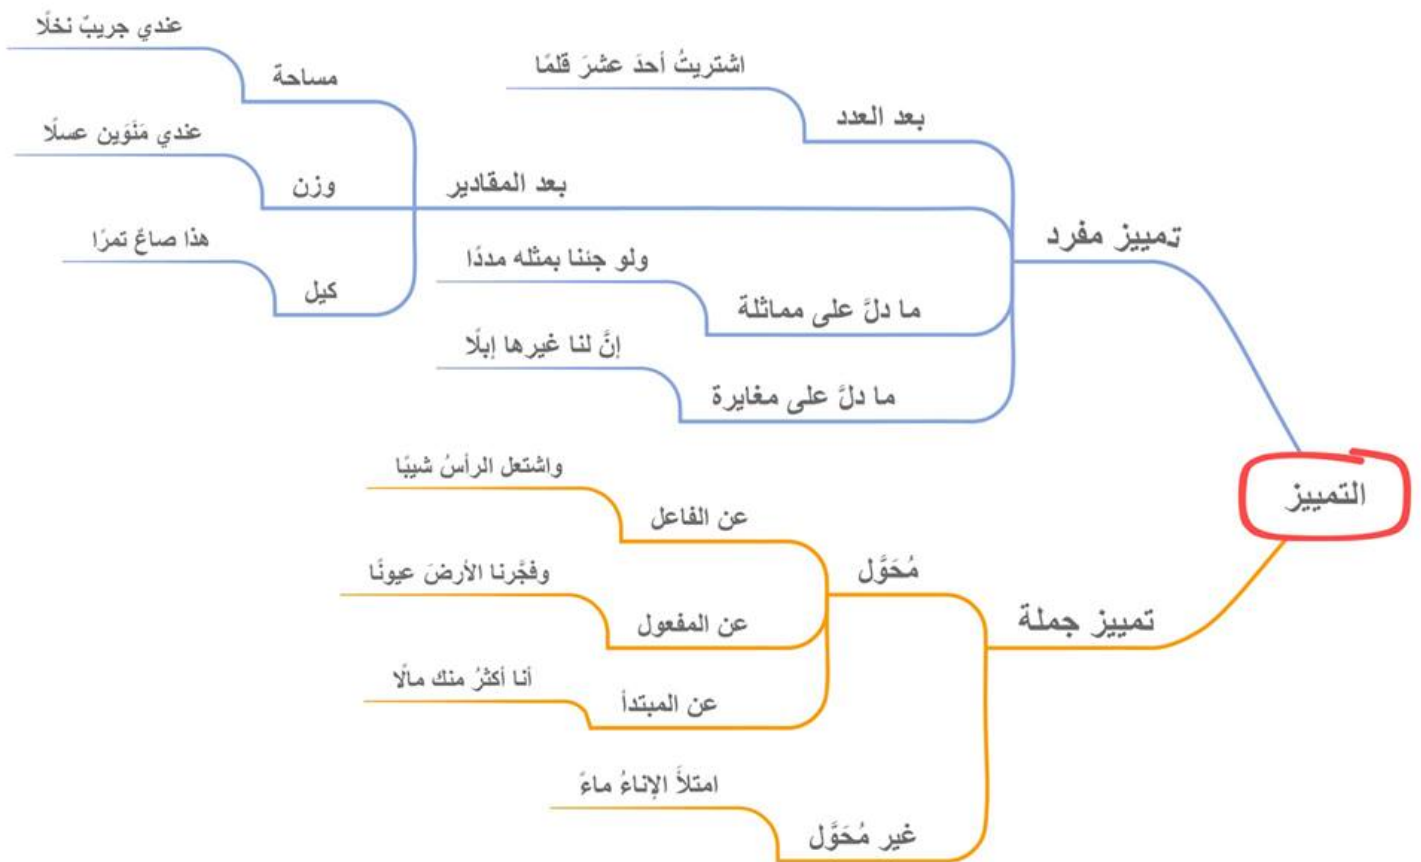 التمييز
تمييز مفرد
بعد العدد
اشتريتُ أحدَ عشرَ قلمًا
بعد المقادير
مساحة
عندي جريبٌ نخلًا
وزن
عندي مَنَوَين عسلًا
كيل
هذا صاعٌ تمرًا
ما دلَّ على مماثلة
ولو جئنا بمثله مددًا
ما دلَّ على مغايرة
إنَّ لنا غيرها إبلًا
تمييز جملة
مُحَوَّل
عن الفاعل
واشتعل الرأسُ شيبًا
عن المفعول
وفجَّرنا الأرضَ عيونًا
عن المبتدأ
أنا أكثرُ منك مالًا
غير مُحَوَّل
امتلأَ الإناءُ ماءً